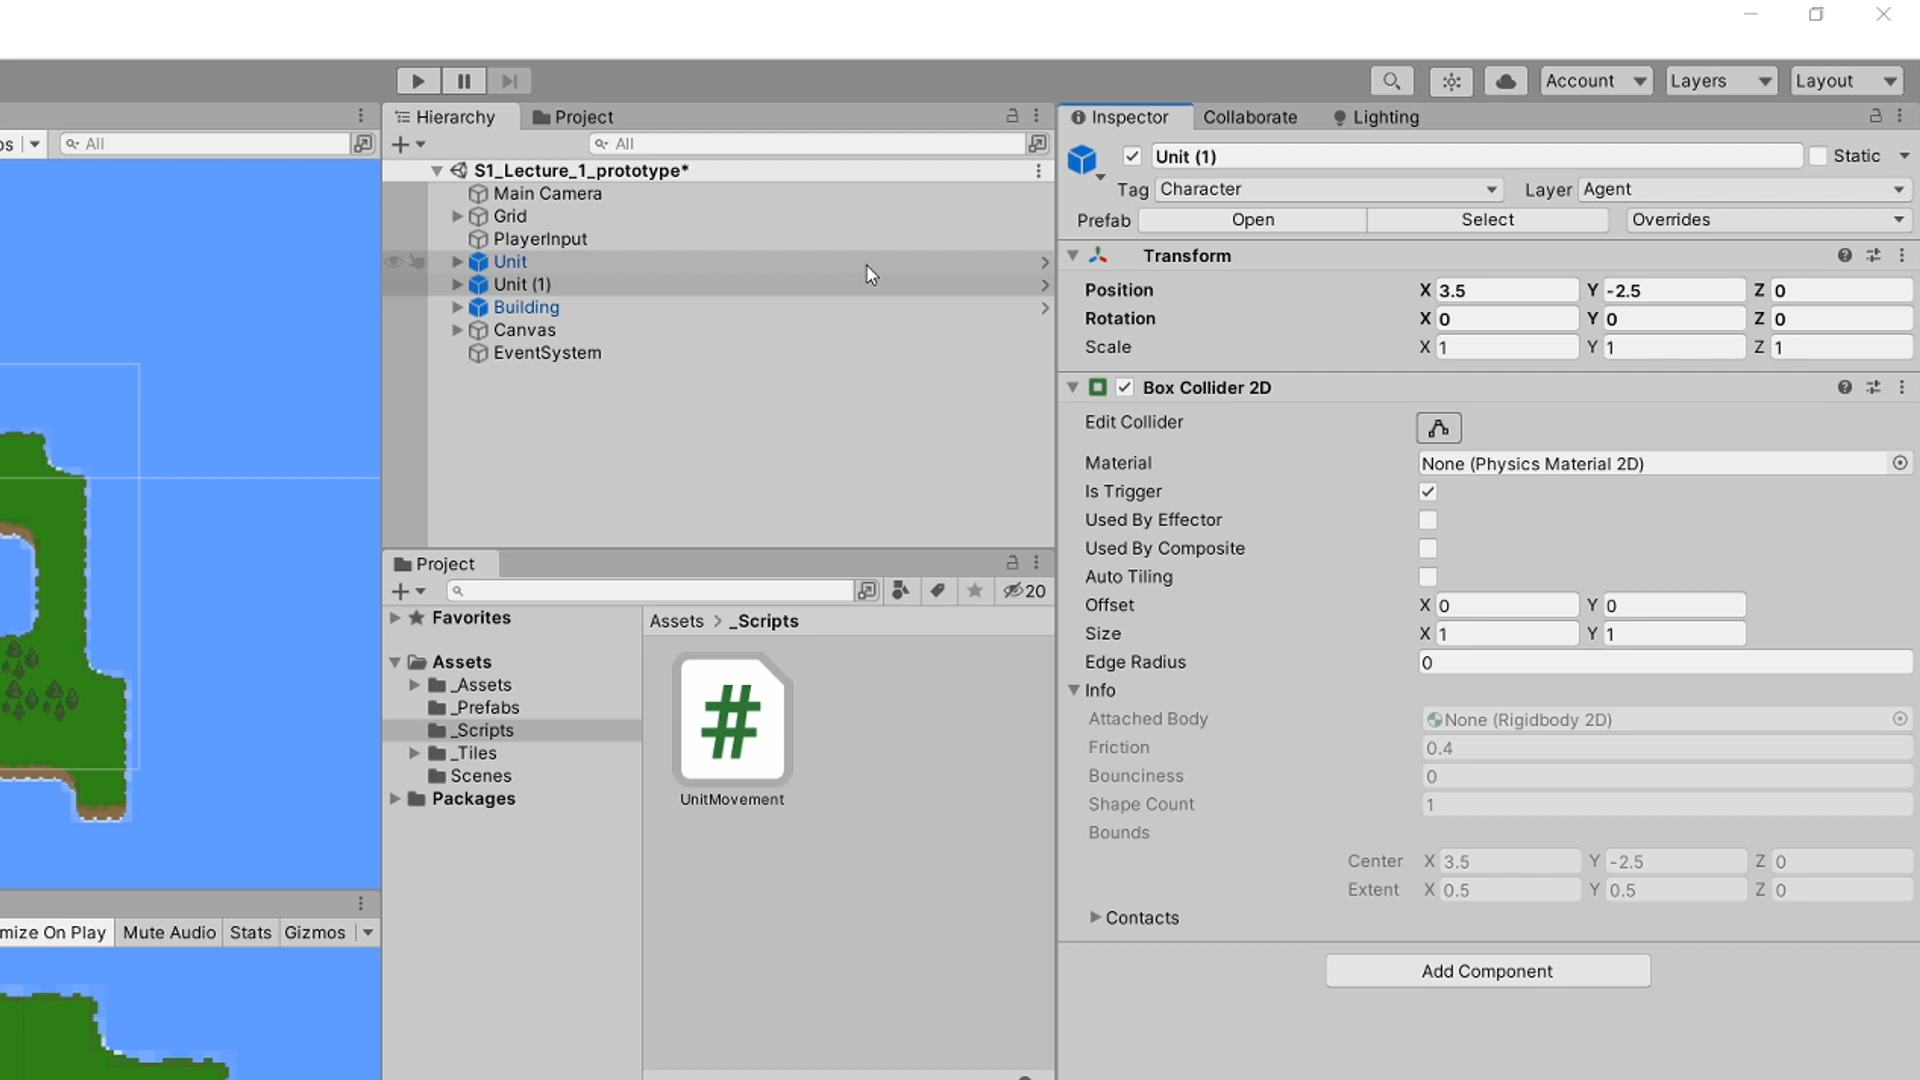 Account
Layers
Layout
Hierarchy
Project
Inspector
Collaborate
Lighting
os
All
All
Unit (1)
Static
S1_Lecture_1_prototype*
Main Camera
Grid
PlayerInput
Unit
Unit (1)
Building
Canvas
EventSystem
Tag Character
Layer Agent
Prefab Open Select Overrides
Transform
Position X 3.5 Y -2.5 Z 0
Rotation X 0 Y 0 Z 0
Scale X 1 Y 1 Z 1
Box Collider 2D
Edit Collider
Material None (Physics Material 2D)
Is Trigger
Used By Effector
Used By Composite
Auto Tiling
Offset X 0 Y 0
Size X 1 Y 1
Edge Radius 0
Info
Attached Body None (Rigidbody 2D)
Friction 0.4
Bounciness 0
Shape Count 1
Bounds
Center X 3.5 Y -2.5 Z 0
Extent X 0.5 Y 0.5 Z 0
Contacts
Add Component
Project
20
Favorites
Assets
_Assets
_Prefabs
_Scripts
_Tiles
Scenes
Packages
Assets > _Scripts
#
UnitMovement
mize On Play Mute Audio Stats Gizmos